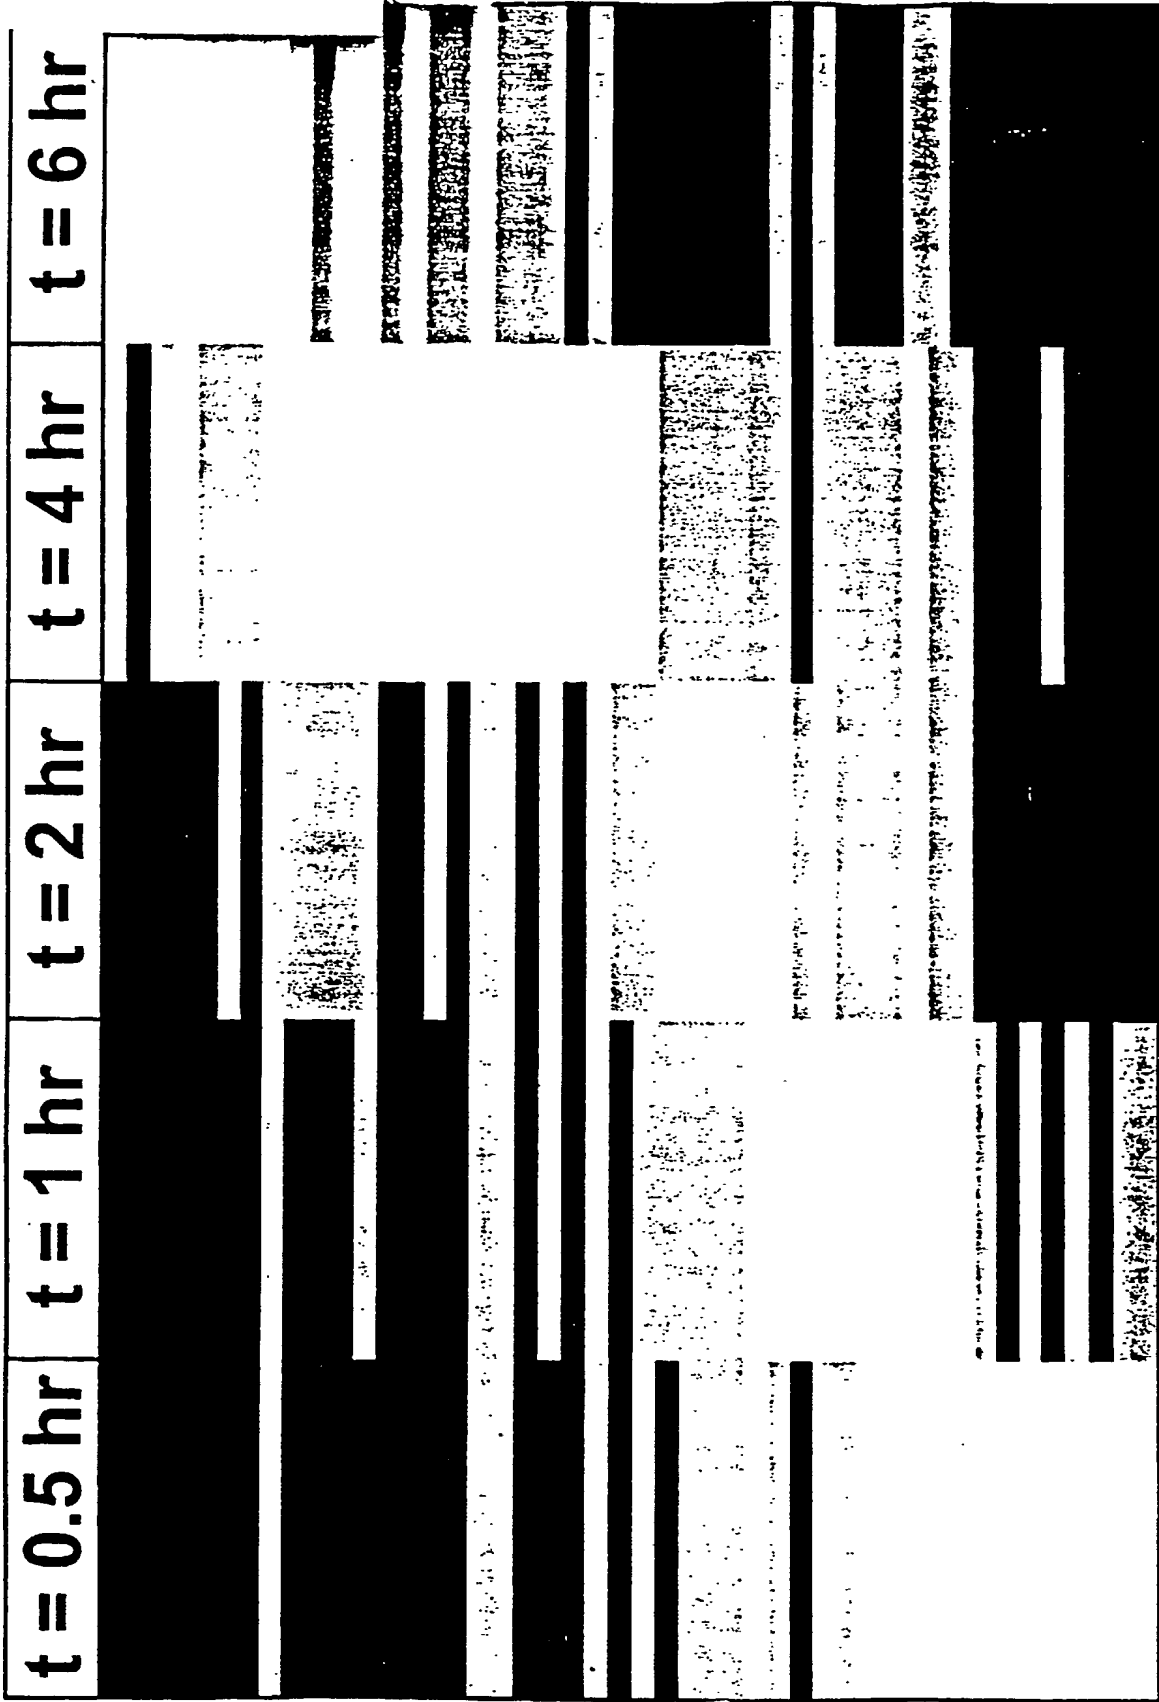 t = 0.5 hr
t = 1 hr
t = 2 hr
t = 4 hr
t = 6 hr